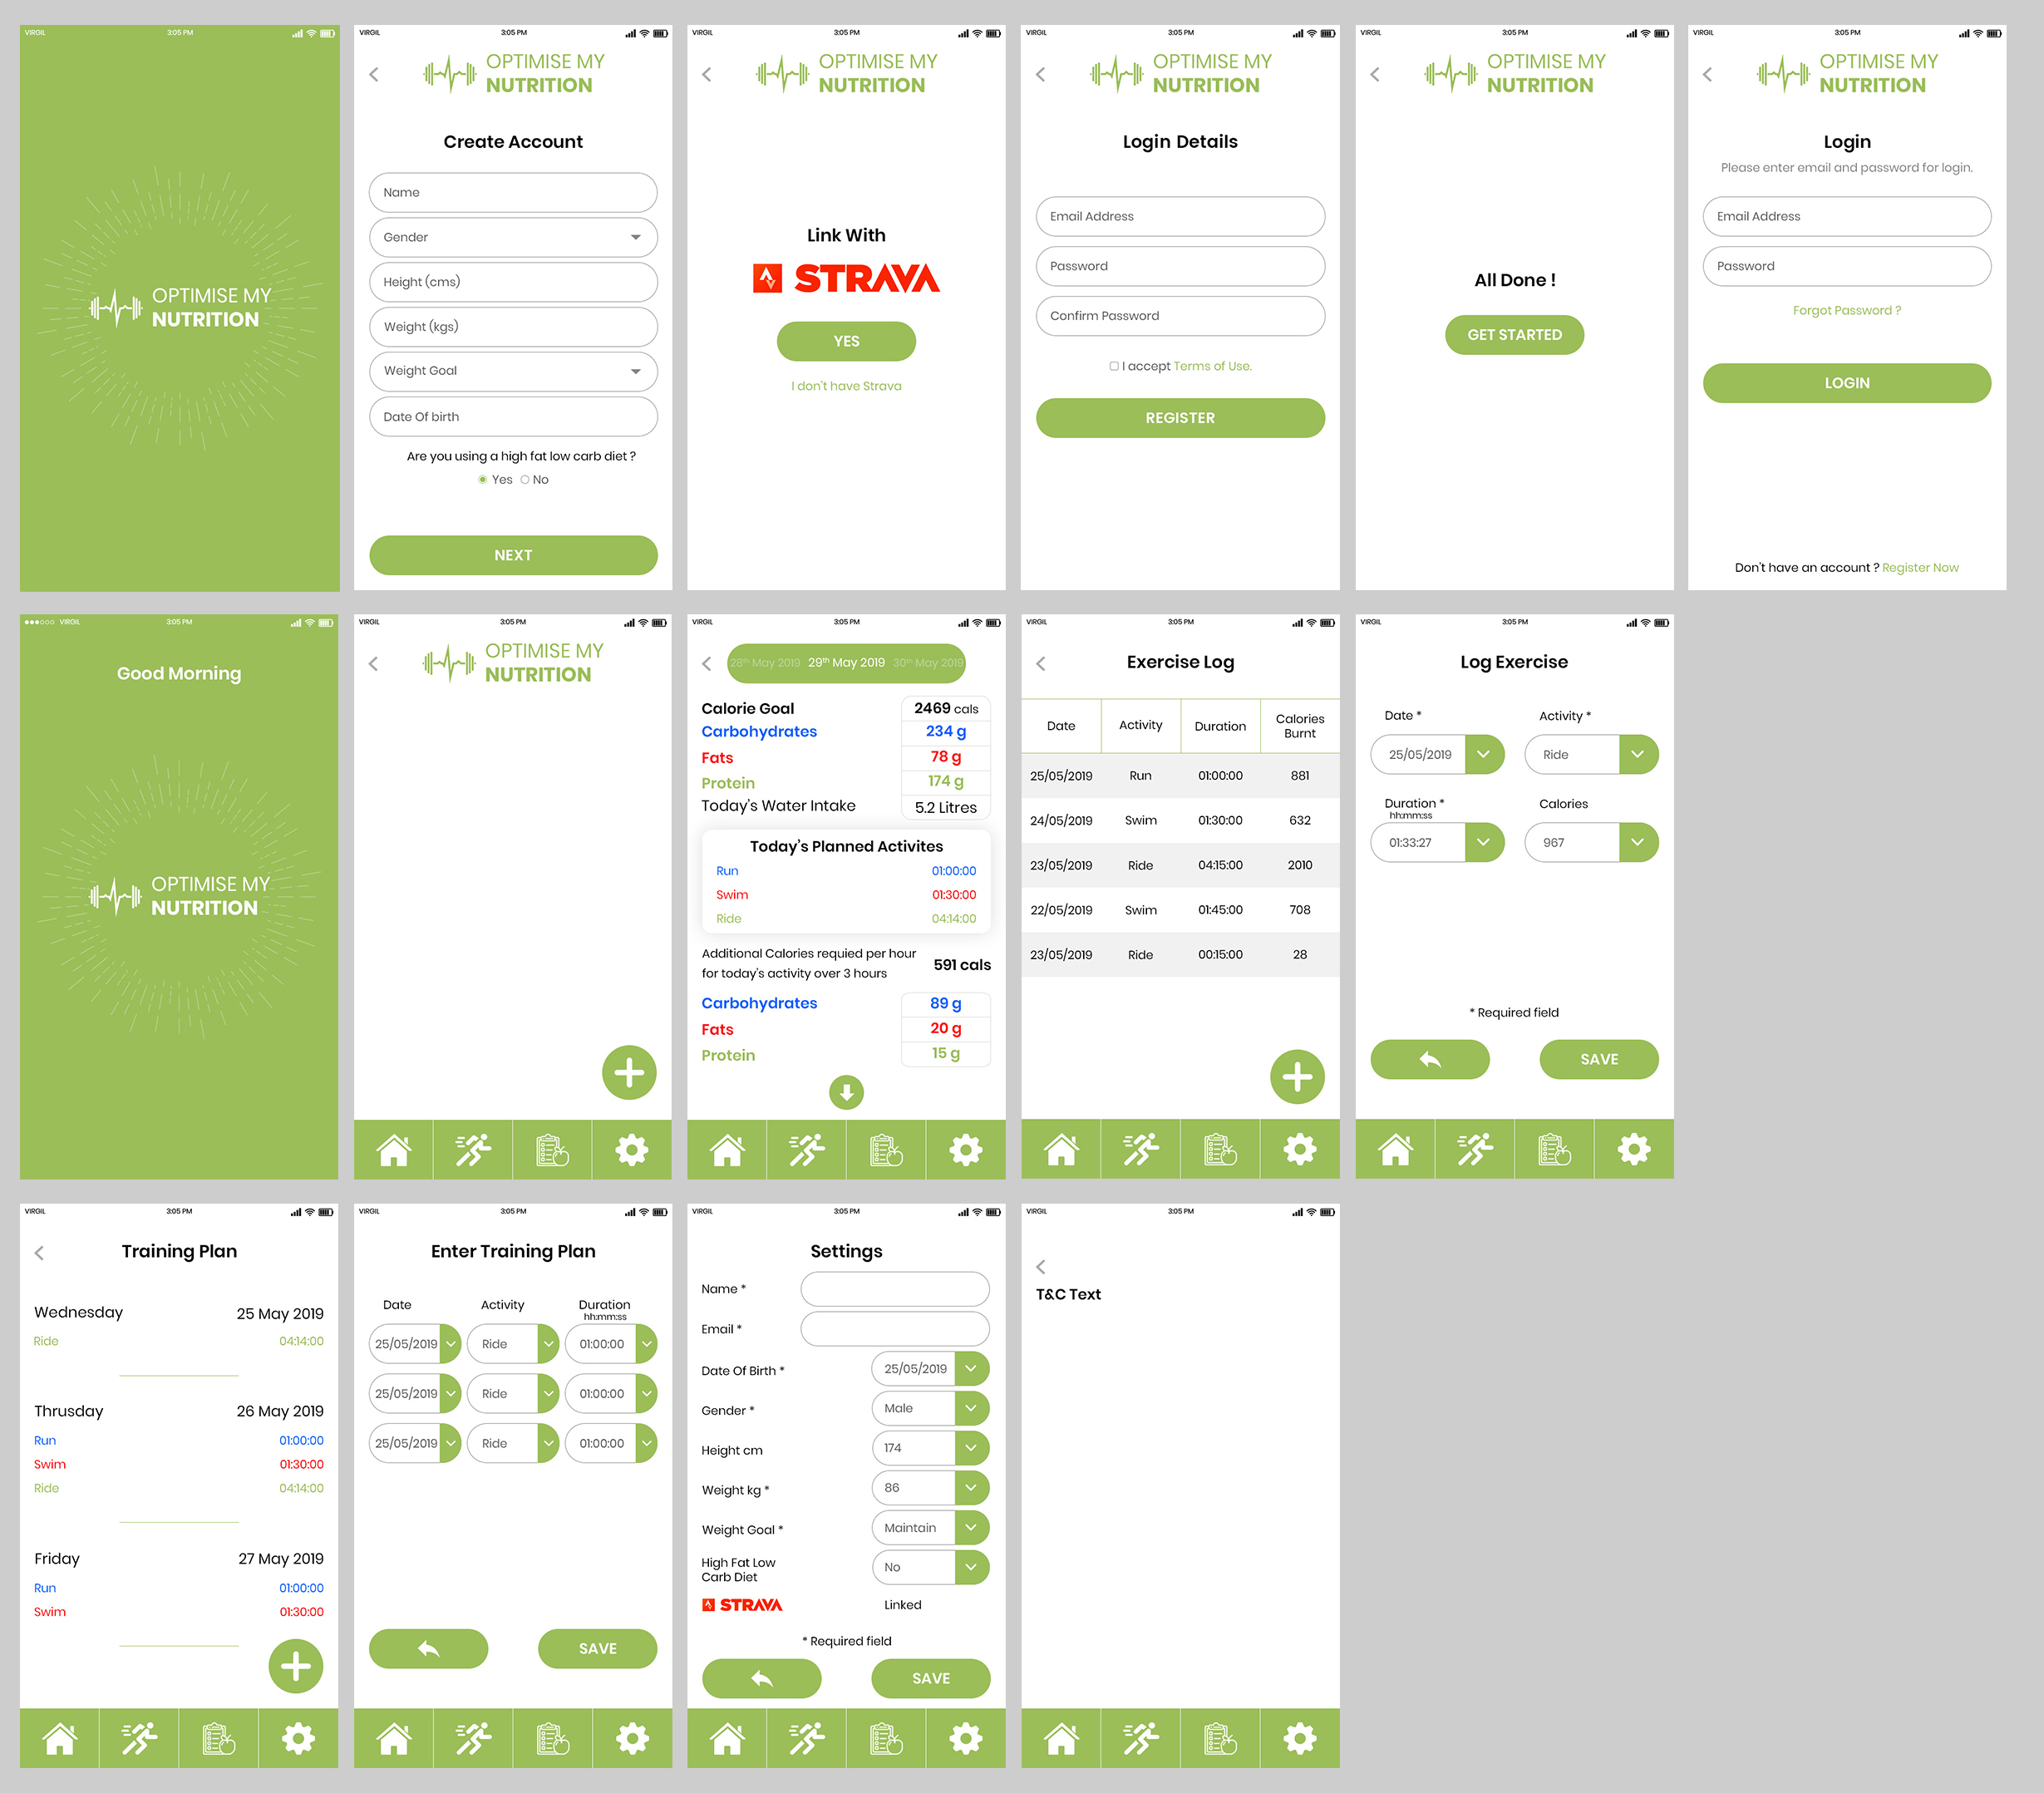 VIRGIL 3:05 PM
OPTIMISE MY
NUTRITION
VIRGIL 3:05 PM
OPTIMISE MY
NUTRITION
Create Account
Name
Gender
Height (cms)
Weight (kgs)
Weight Goal
Date Of birth
Are you using a high fat low carb diet ?
Yes No
NEXT
VIRGIL 3:05 PM
OPTIMISE MY
NUTRITION
Link With
STRAVA
YES
I don't have Strava
VIRGIL 3:05 PM
OPTIMISE MY
NUTRITION
Login Details
Email Address
Password
Confirm Password
I accept Terms of Use.
REGISTER
VIRGIL 3:05 PM
OPTIMISE MY
NUTRITION
All Done !
GET STARTED
VIRGIL 3:05 PM
OPTIMISE MY
NUTRITION
Login
Please enter email and password for login.
Email Address
Password
Forgot Password ?
LOGIN
Don't have an account ? Register Now
VIRGIL 3:05 PM
Good Morning
OPTIMISE MY
NUTRITION
VIRGIL 3:05 PM
OPTIMISE MY
NUTRITION
VIRGIL 3:05 PM
28th May 2019 29th May 2019 30th May 2019
Calorie Goal 2469 cals
Carbohydrates 234 g
Fats 78 g
Protein 174 g
Today's Water Intake 5.2 Litres
Today's Planned Activites
Run 01:00:00
Swim 01:30:00
Ride 04:14:00
Additional Calories requied per hour
for today's activity over 3 hours 591 cals
Carbohydrates 89 g
Fats 20 g
Protein 15 g
VIRGIL 3:05 PM
Exercise Log
Date Activity Duration Calories Burnt
25/05/2019 Run 01:00:00 881
24/05/2019 Swim 01:30:00 632
23/05/2019 Ride 04:15:00 2010
22/05/2019 Swim 01:45:00 708
23/05/2019 Ride 00:15:00 28
VIRGIL 3:05 PM
Log Exercise
Date * Activity *
25/05/2019 Ride
Duration * Calories
hh:mm:ss
01:33:27 967
* Required field
SAVE
VIRGIL 3:05 PM
Training Plan
Wednesday 25 May 2019
Ride 04:14:00
Thrusday 26 May 2019
Run 01:00:00
Swim 01:30:00
Ride 04:14:00
Friday 27 May 2019
Run 01:00:00
Swim 01:30:00
VIRGIL 3:05 PM
Enter Training Plan
Date Activity Duration
hh:mm:ss
25/05/2019 Ride 01:00:00
25/05/2019 Ride 01:00:00
25/05/2019 Ride 01:00:00
SAVE
VIRGIL 3:05 PM
Settings
Name *
Email *
Date Of Birth * 25/05/2019
Gender * Male
Height cm 174
Weight kg * 86
Weight Goal * Maintain
High Fat Low
Carb Diet No
STRAVA Linked
* Required field
SAVE
VIRGIL 3:05 PM
T&C Text